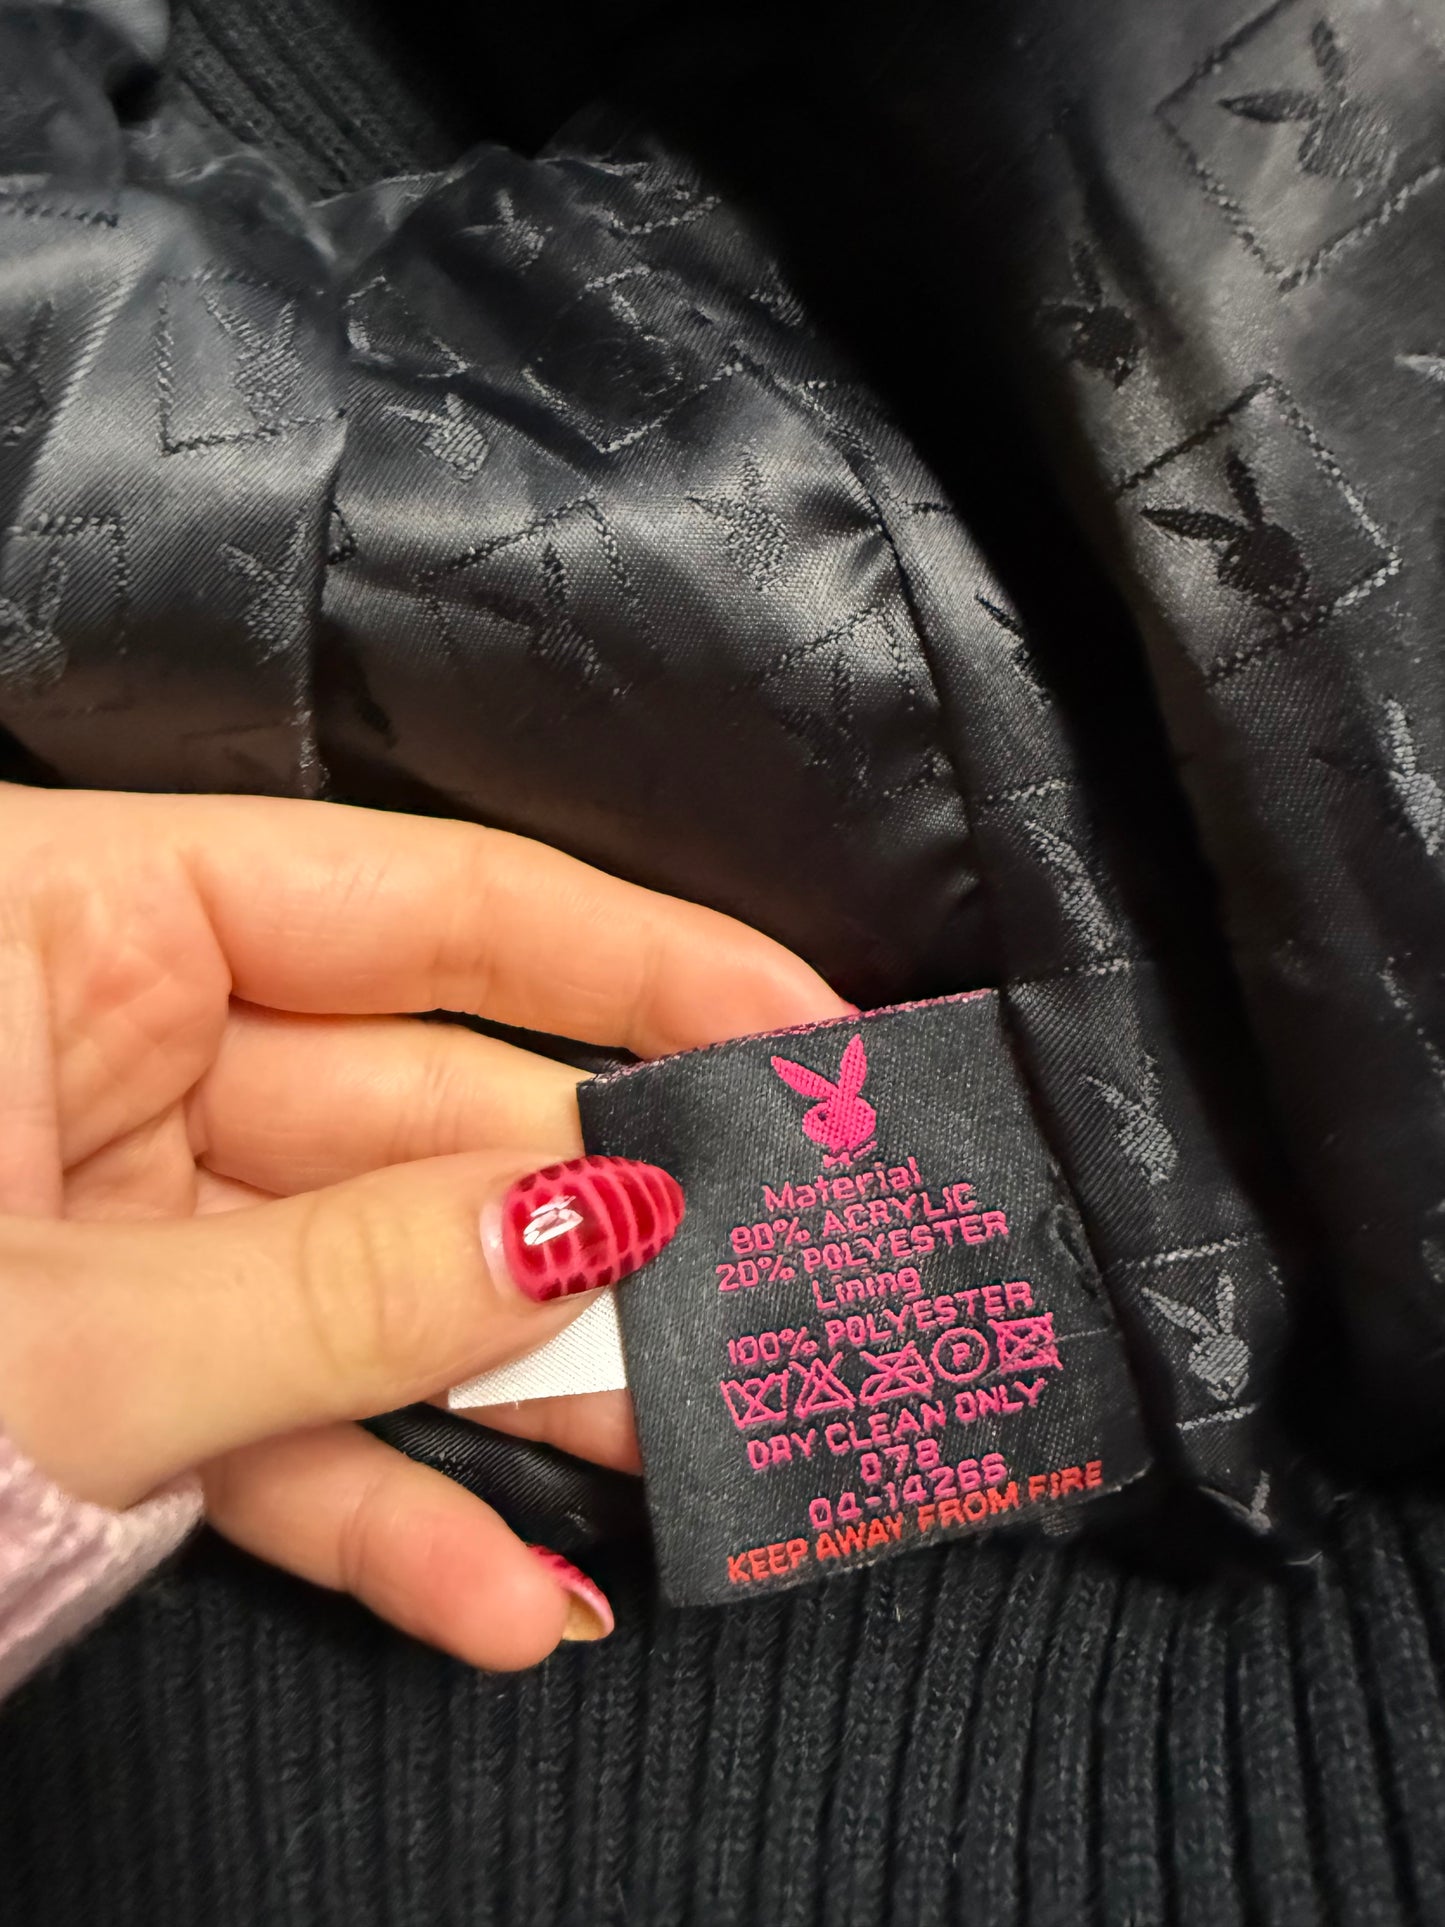 Material
80% ACRYLIC
20% POLYESTER
Lining
100% POLYESTER
P
DRY CLEAN ONLY
078
04-14266
KEEP AWAY FROM FIRE